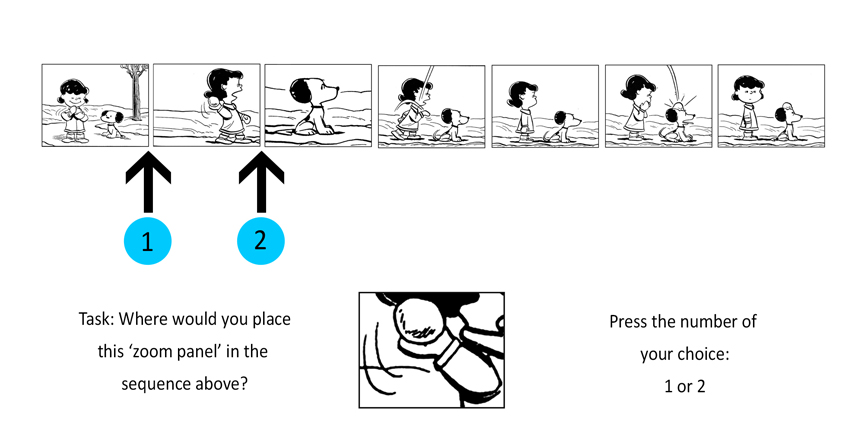 1
2
Task: Where would you place
this ‘zoom panel’ in the
sequence above?
Press the number of
your choice:
1 or 2